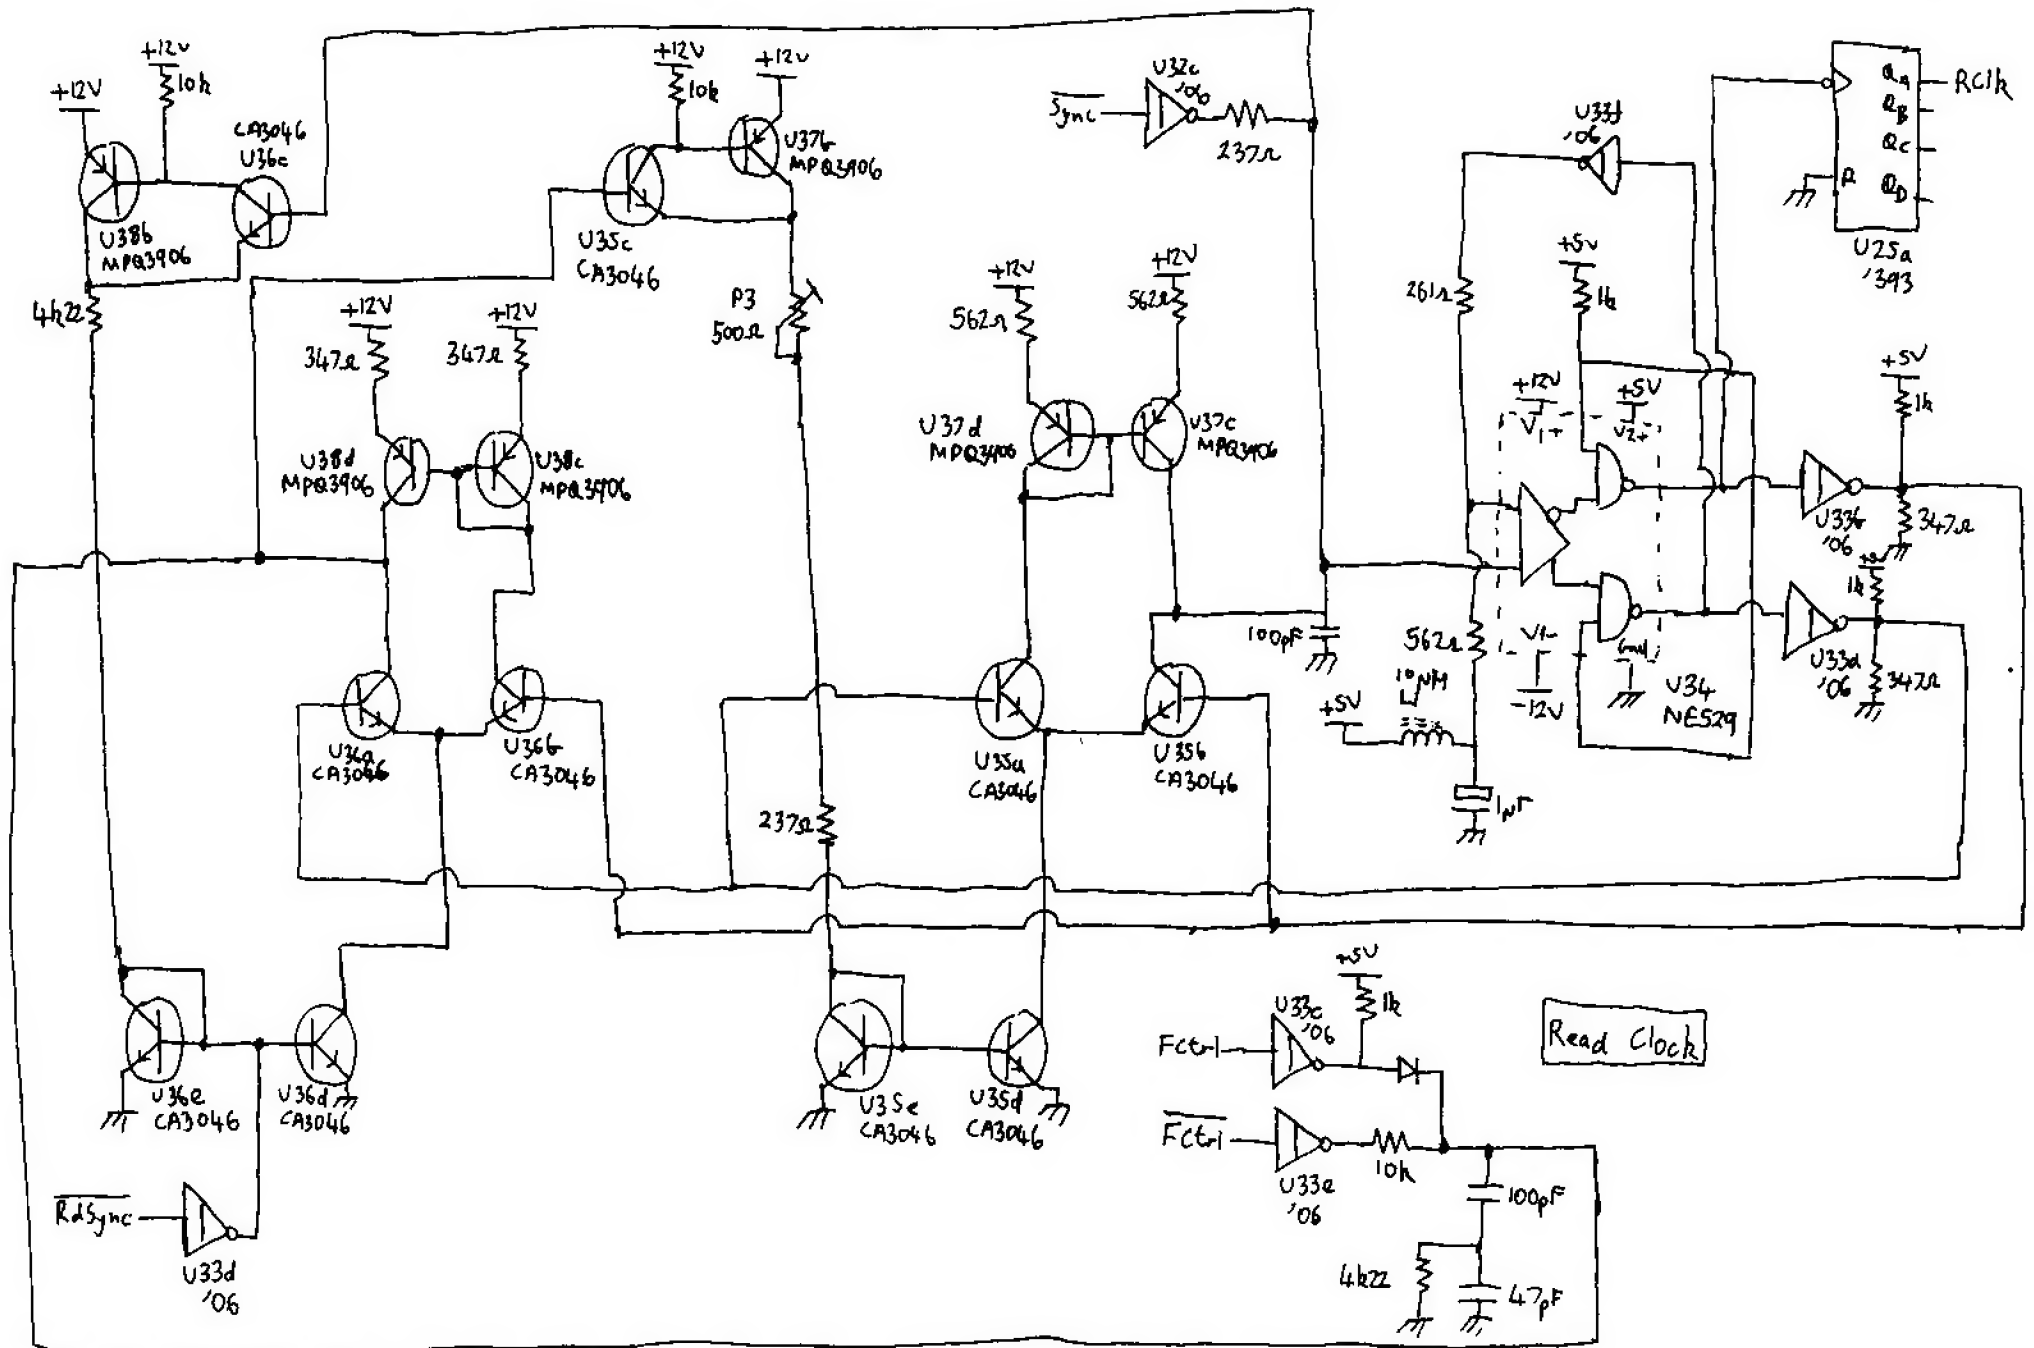 +12V
+12V
10k
CA3046
U36c
U38b
MPQ3906
4k22
+12V
10k
+12V
U37b
MPQ3906
U35c
CA3046
P3
500Ω
Sync
U32c
'06
237Ω
U33f
'06
QA
RClk
QB
QC
QD
R
U25a
'393
+12V
347Ω
+12V
347Ω
U38d
MPQ3906
U38c
MPQ3906
+12V
562Ω
+12V
562Ω
U37d
MPQ3906
U37c
MPQ3906
261Ω
+5V
1k
+12V
V1+
+5V
V2+
+5V
1k
U33b
'06
347Ω
1k
U33a
'06
347Ω
V1-
-12V
Gnd
U34
NE529
100pF
562Ω
+5V
U36a
CA3046
U36b
CA3046
U35a
CA3046
U35b
CA3046
237Ω
U36e
CA3046
U36d
CA3046
U35e
CA3046
U35d
CA3046
RdSync
U33d
'06
Fctrl
U33c
'06
+5V
1k
FCtrl
U33e
'06
10k
100pF
4k22
47pF
Read Clock